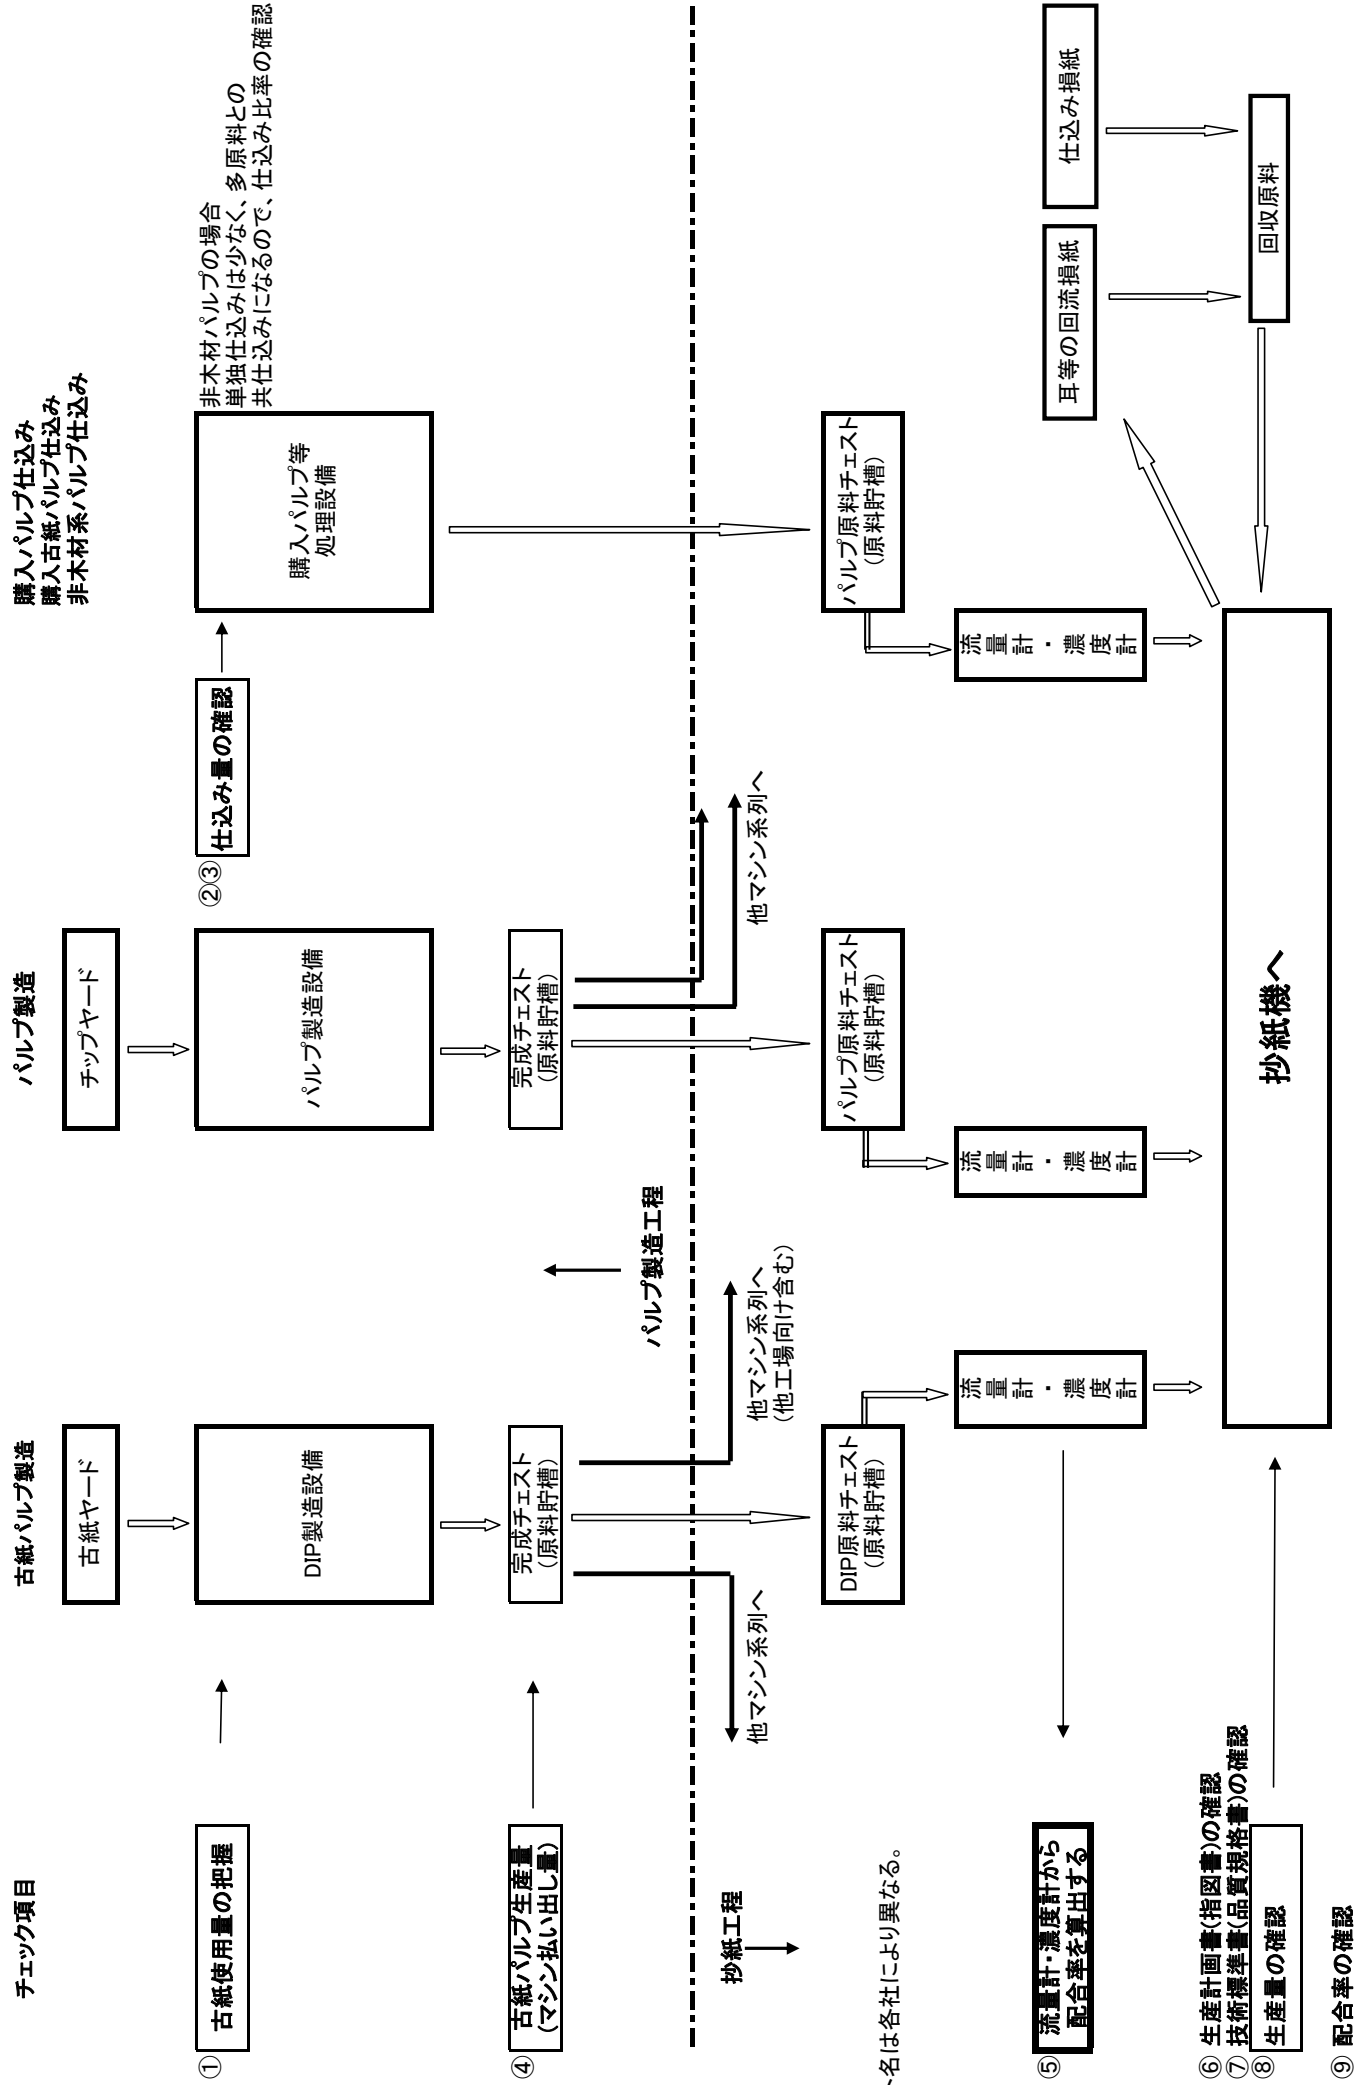 チェック項目
古紙パルプ製造
パルプ製造
購入パルプ仕込み
購入古紙パルプ仕込み
非木材系パルプ仕込み
古紙ヤード
チップヤード
①
古紙使用量の把握
DIP製造設備
パルプ製造設備
②③
仕込み量の確認
購入パルプ等
処理設備
非木材パルプの場合
単独仕込みは少なく、多原料との
共仕込みになるので、仕込み比率の確認
④
古紙パルプ生産量
(マシン払い出し量)
完成チェスト
(原料貯槽)
完成チェスト
(原料貯槽)
パルプ製造工程
抄紙工程
他マシン系列へ
他マシン系列へ
(他工場向け含む)
他マシン系列へ
DIP原料チェスト
(原料貯槽)
パルプ原料チェスト
(原料貯槽)
パルプ原料チェスト
(原料貯槽)
名は各社により異なる。
⑤
流量計・濃度計から
配合率を算出する
流量計・濃度計
流量計・濃度計
流量計・濃度計
耳等の回流損紙
仕込み損紙
⑥ 生産計画書(指図書)の確認
⑦ 技術標準書(品質規格書)の確認
⑧ 生産量の確認
抄紙機へ
回収原料
⑨ 配合率の確認